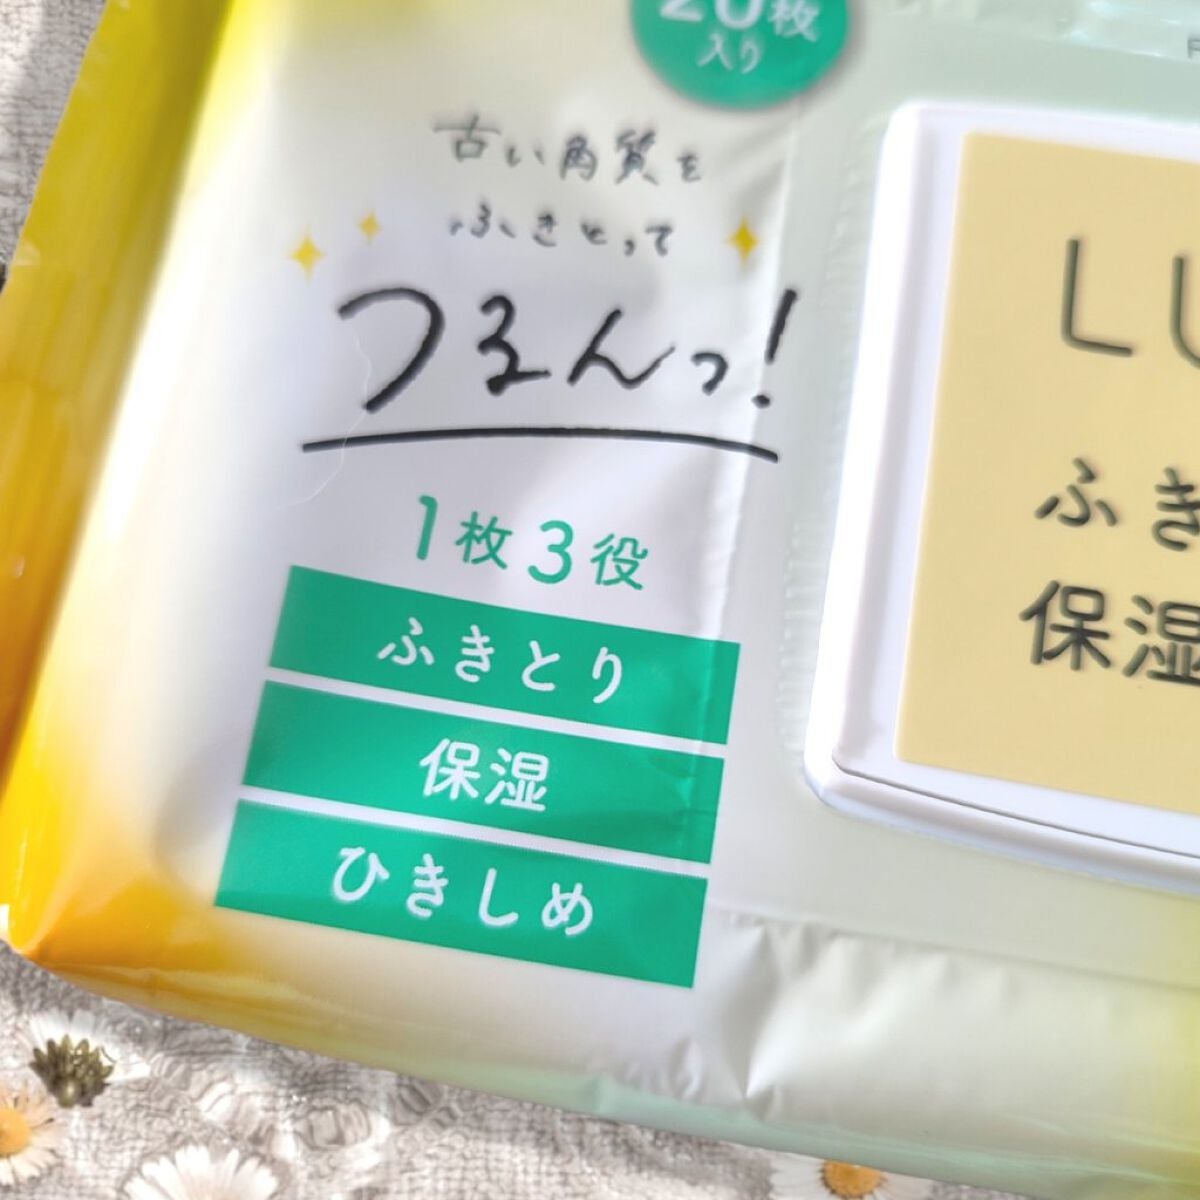 20枚
入り
古い角質を
ふきとって
つるんっ!
1枚3役
ふきとり
保湿
ひきしめ
LU
ふき
保湿